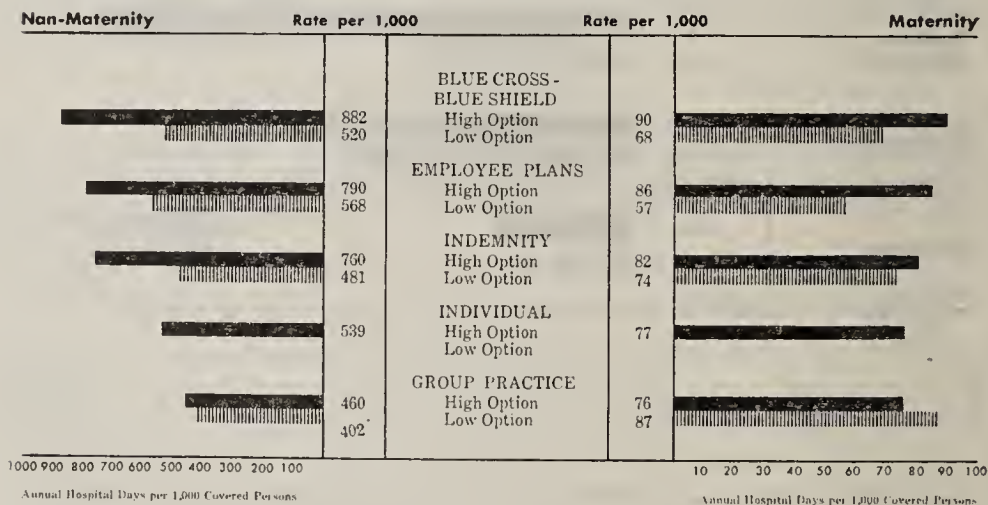 Nan-Maternity Rate per 1,000 Rate per 1,000 Maternity
BLUE CROSS -
BLUE SHIELD
882 High Option 90
520 Low Option 68
EMPLOYEE PLANS
790 High Option 86
568 Low Option 57
INDEMNITY
760 High Option 82
481 Low Option 74
INDIVIDUAL
539 High Option 77
Low Option
GROUP PRACTICE
460 High Option 76
402 Low Option 87
1000 900 800 700 600 500 400 300 200 100 10 20 30 40 50 60 70 80 90 100
Annual Hospital Days per 1,000 Covered Persons Annual Hospital Days per 1,000 Covered Persons